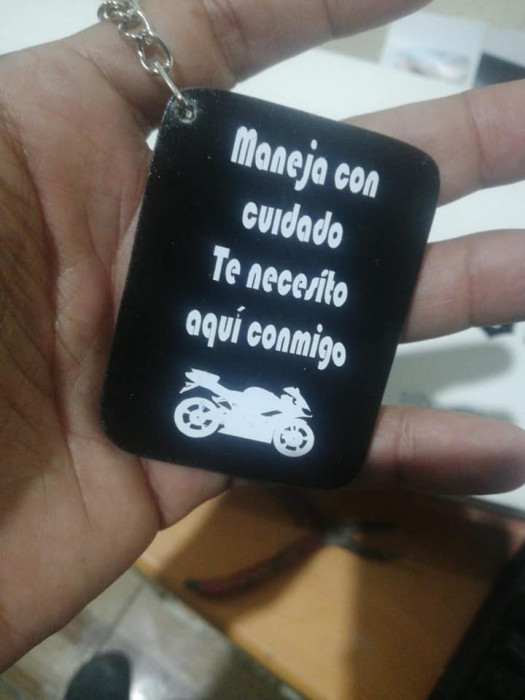 Maneja con
cuidado
Te necesito
aquí conmigo